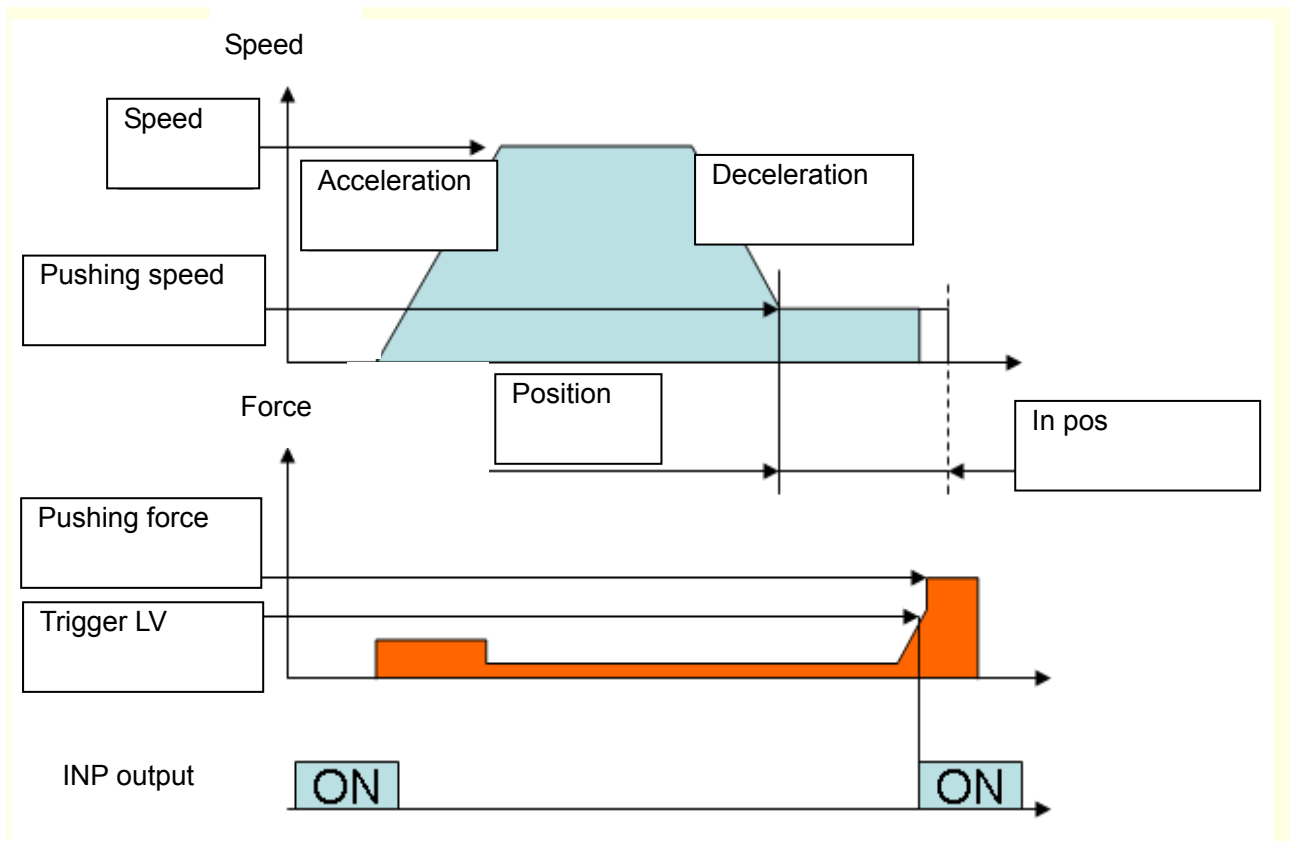 Speed
Speed
Acceleration
Deceleration
Pushing speed
Position
Force
In pos
Pushing force
Trigger LV
INP output
ON
ON